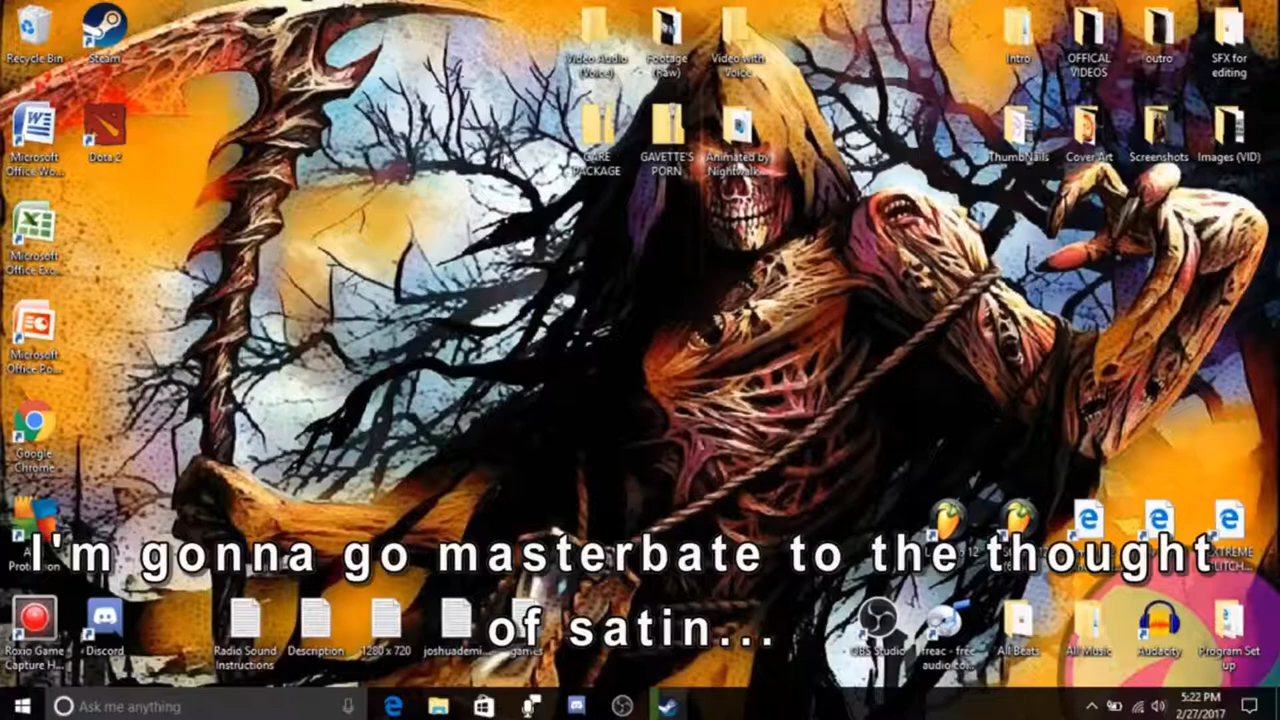 Recycle Bin
Steam
Video Audio (Voice)
Footage (Raw)
Video with Voice
Intro
OFFICAL VIDEOS
outro
SFX for editing
Microsoft Office Wo...
Dota 2
CARE PACKAGE
GAVETTE'S PORN
Animated by Nightwalk...
ThumbNails
Cover Art
Screenshots
Images (VID)
Microsoft Office Exc...
Microsoft Office Po...
Google Chrome
I'm gonna go masterbate to the thought
of satin...
Roxio Game Capture H...
Discord
Radio Sound Instructions
Description
1280 x 720
joshuademi...
games
OBS Studio
freac - free audio co...
All Beats
All Music
Audacity
Program Set up
Ask me anything
5:22 PM
2/27/2017